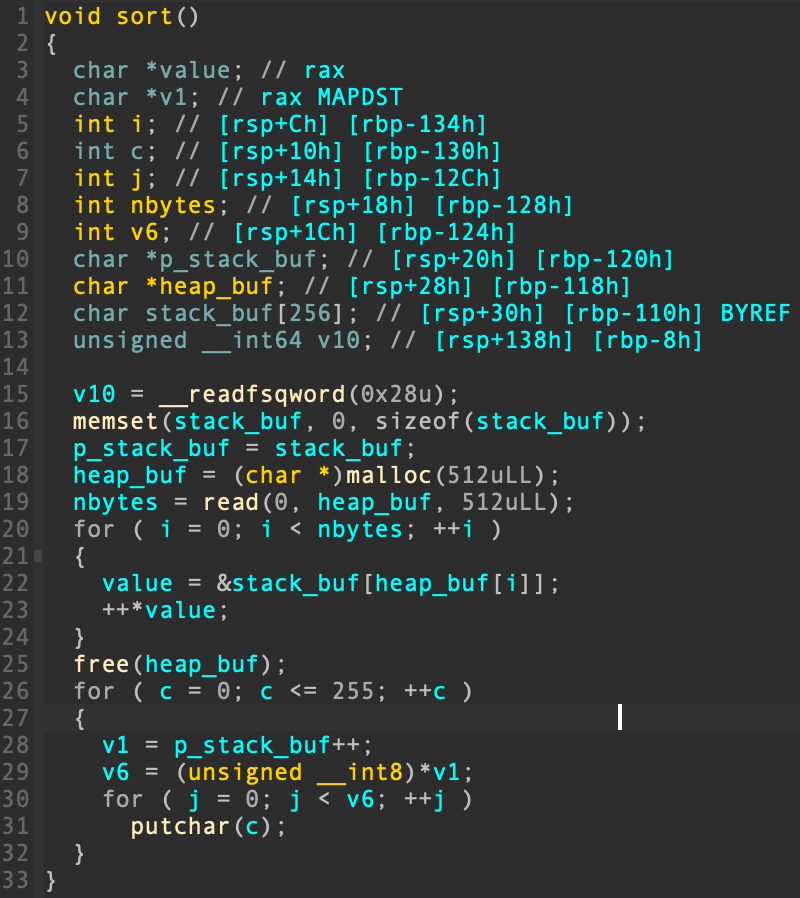 1 void sort()
2 {
3 char *value; // rax
4 char *v1; // rax MAPDST
5 int i; // [rsp+Ch] [rbp-134h]
6 int c; // [rsp+10h] [rbp-130h]
7 int j; // [rsp+14h] [rbp-12Ch]
8 int nbytes; // [rsp+18h] [rbp-128h]
9 int v6; // [rsp+1Ch] [rbp-124h]
10 char *p_stack_buf; // [rsp+20h] [rbp-120h]
11 char *heap_buf; // [rsp+28h] [rbp-118h]
12 char stack_buf[256]; // [rsp+30h] [rbp-110h] BYREF
13 unsigned __int64 v10; // [rsp+138h] [rbp-8h]
14
15 v10 = __readfsqword(0x28u);
16 memset(stack_buf, 0, sizeof(stack_buf));
17 p_stack_buf = stack_buf;
18 heap_buf = (char *)malloc(512uLL);
19 nbytes = read(0, heap_buf, 512uLL);
20 for ( i = 0; i < nbytes; ++i )
21 {
22 value = &stack_buf[heap_buf[i]];
23 ++*value;
24 }
25 free(heap_buf);
26 for ( c = 0; c <= 255; ++c )
27 {
28 v1 = p_stack_buf++;
29 v6 = (unsigned __int8)*v1;
30 for ( j = 0; j < v6; ++j )
31 putchar(c);
32 }
33 }